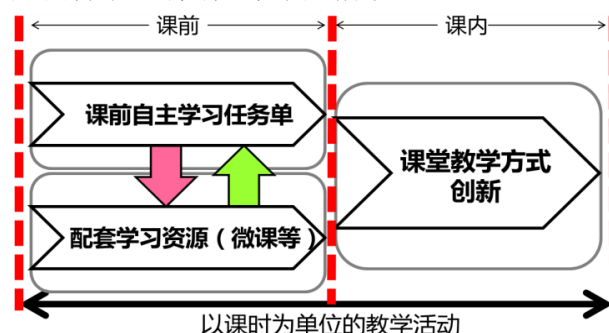 课前
课内
课前自主学习任务单
课堂教学方式
创新
配套学习资源（微课等）
以课时为单位的教学活动